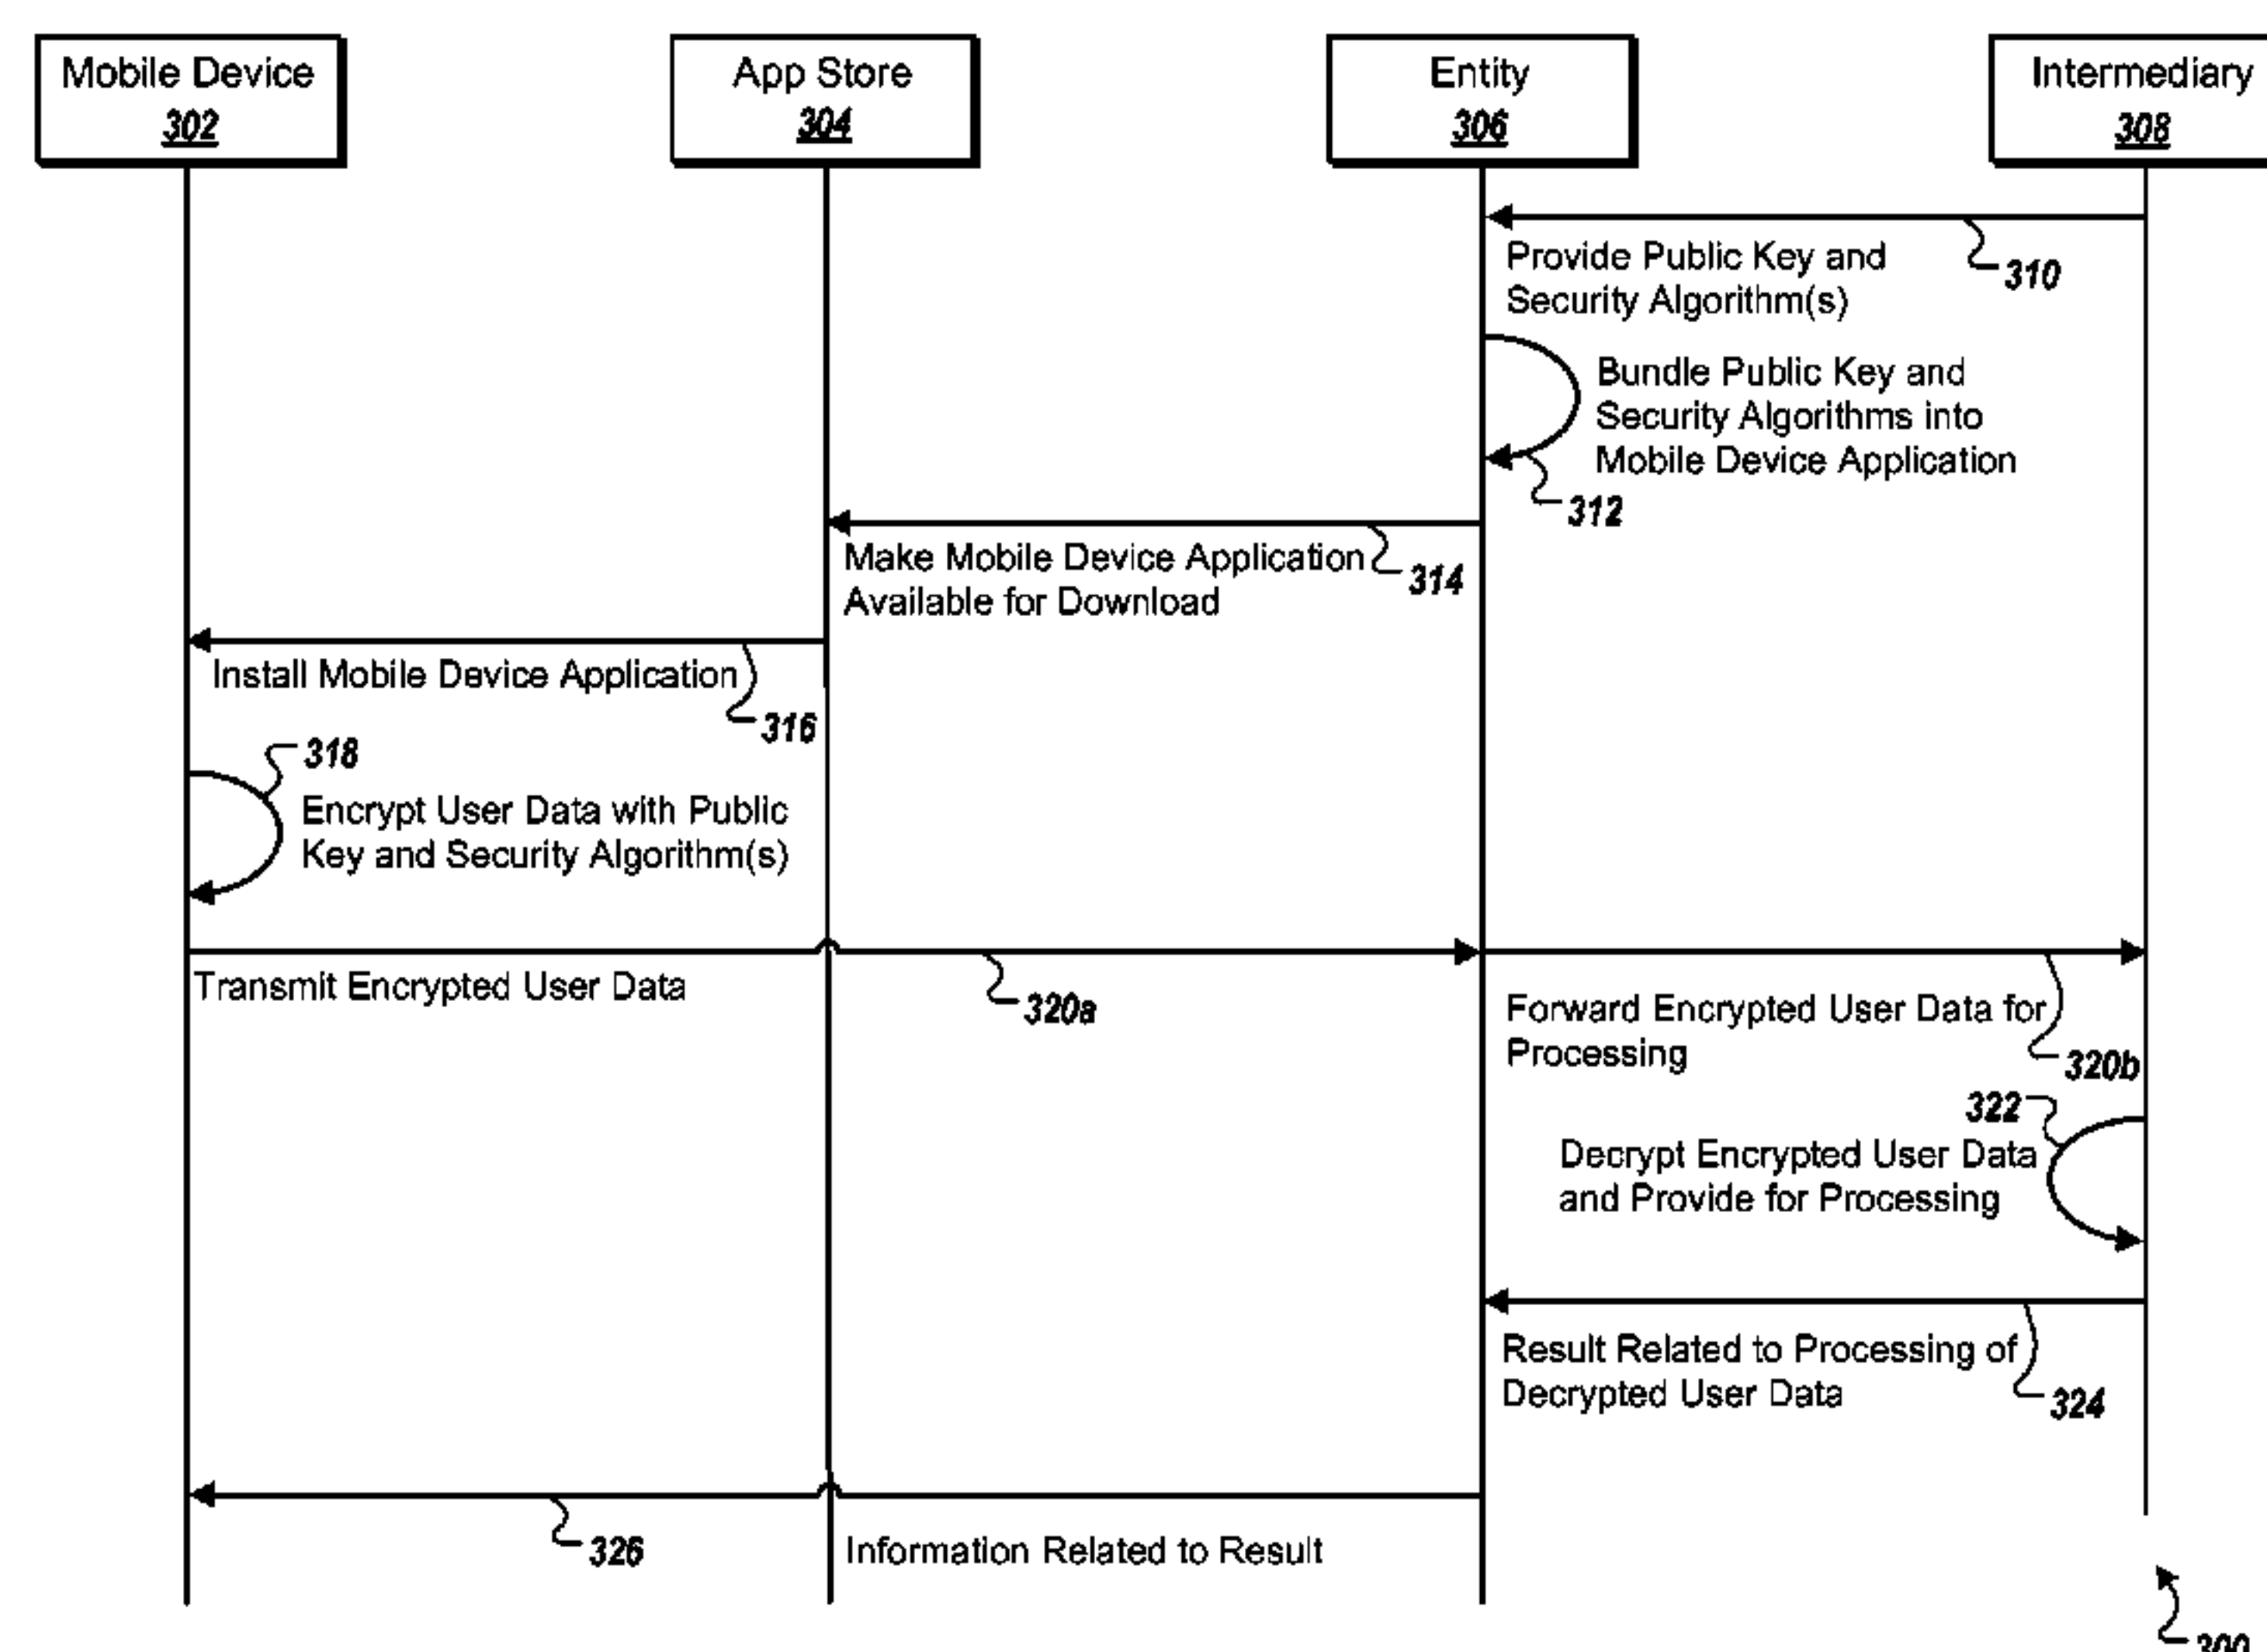 Mobile Device
302
App Store
304
Entity
306
Intermediary
308
Provide Public Key and
Security Algorithm(s)
310
Bundle Public Key and
Security Algorithms into
Mobile Device Application
312
Make Mobile Device Application
Available for Download
314
Install Mobile Device Application
316
318
Encrypt User Data with Public
Key and Security Algorithm(s)
Transmit Encrypted User Data
320a
Forward Encrypted User Data for
Processing
320b
322
Decrypt Encrypted User Data
and Provide for Processing
Result Related to Processing of
Decrypted User Data
324
326
Information Related to Result
300